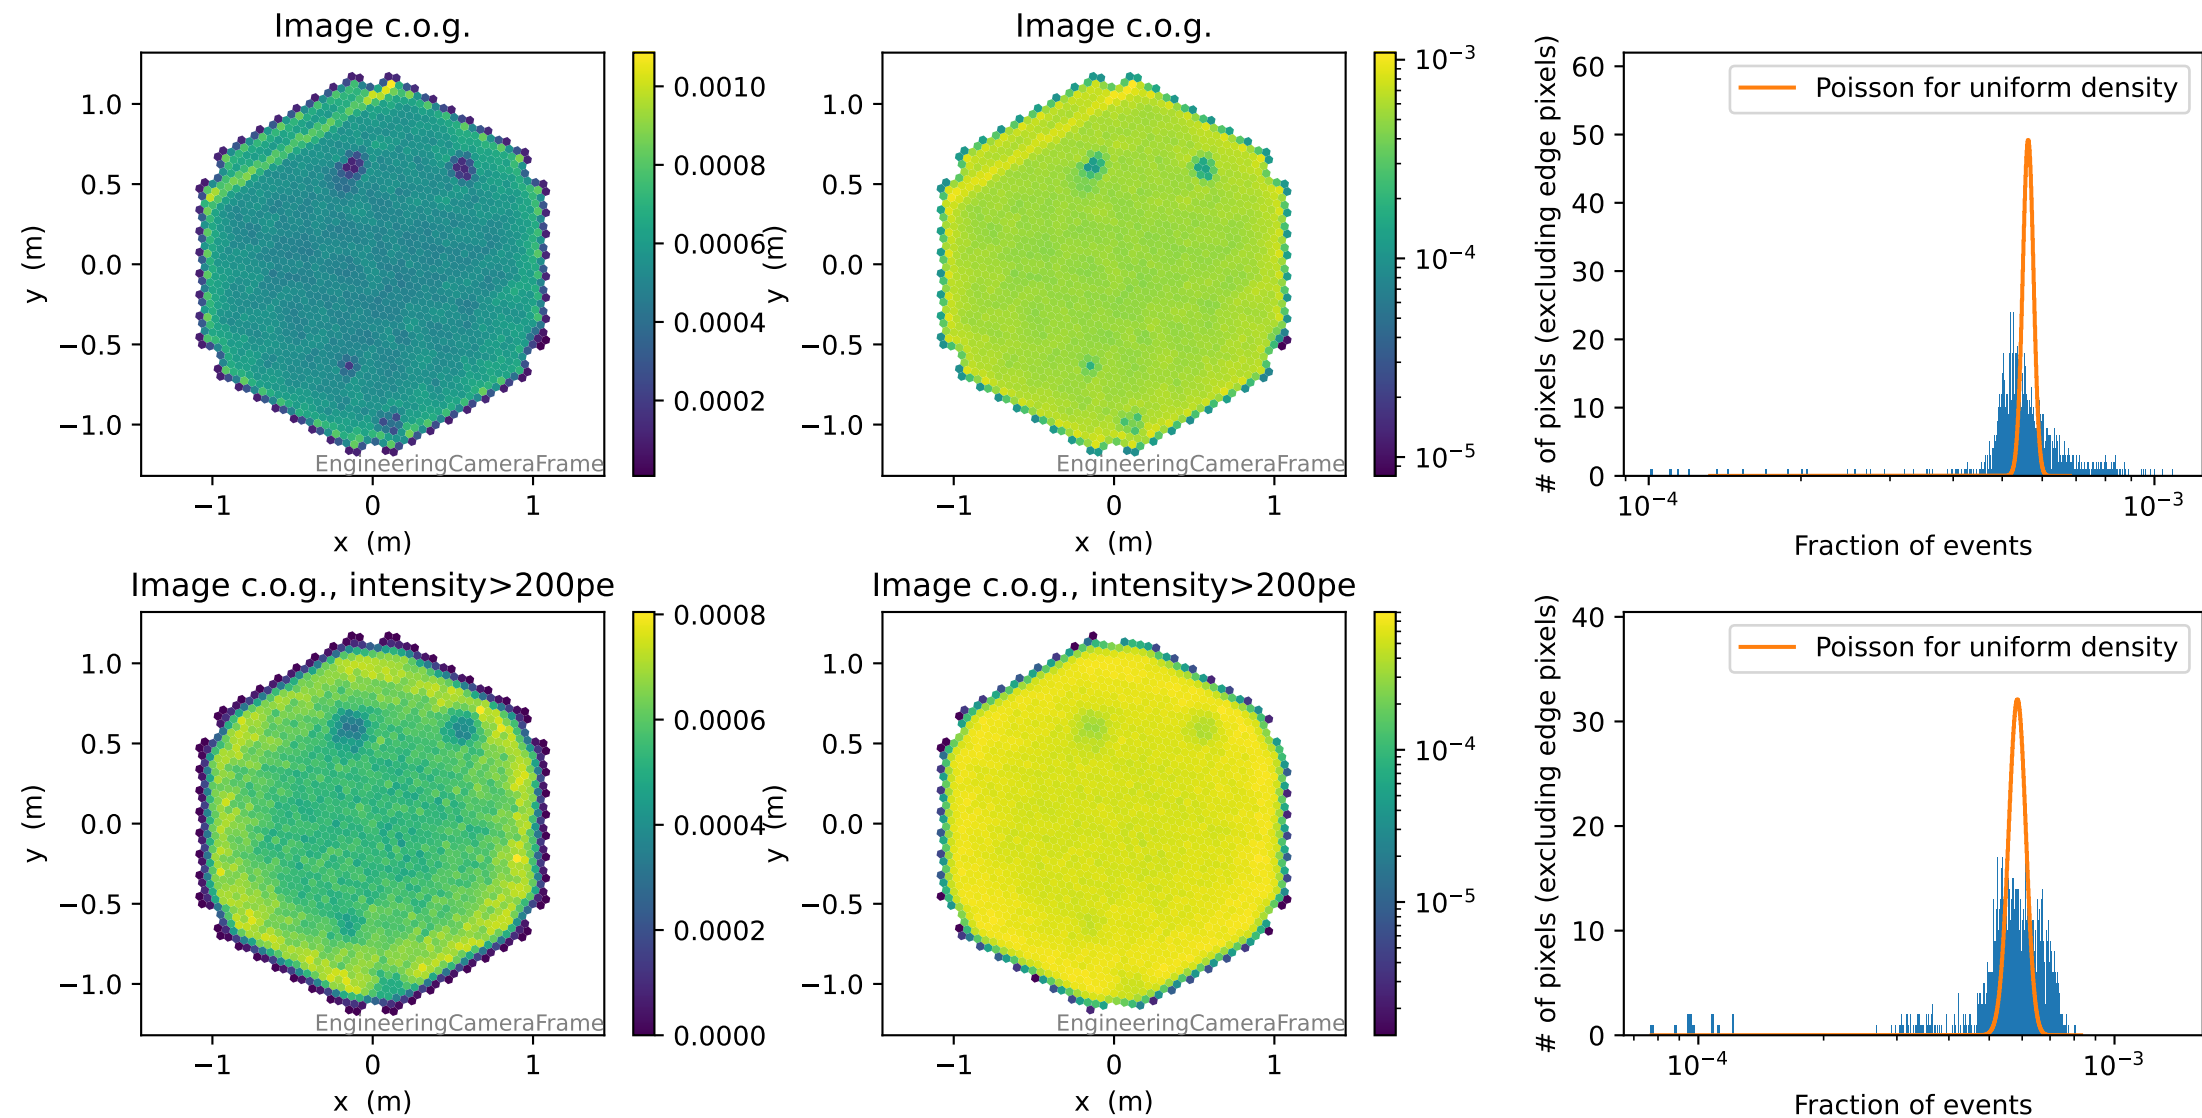 Image c.o.g.
1.0
0.5
0.0
−0.5
−1.0
y (m)
−1
0
1
x (m)
EngineeringCameraFrame
0.0010
0.0008
0.0006
0.0004
0.0002
Image c.o.g.
1.0
0.5
0.0
−0.5
−1.0
y (m)
−1
0
1
x (m)
EngineeringCameraFrame
10⁻³
10⁻⁴
10⁻⁵
Poisson for uniform density
60
50
40
30
20
10
0
# of pixels (excluding edge pixels)
10⁻⁴
10⁻³
Fraction of events
Image c.o.g., intensity>200pe
1.0
0.5
0.0
−0.5
−1.0
y (m)
−1
0
1
x (m)
EngineeringCameraFrame
0.0008
0.0006
0.0004
0.0002
0.0000
Image c.o.g., intensity>200pe
1.0
0.5
0.0
−0.5
−1.0
y (m)
−1
0
1
x (m)
EngineeringCameraFrame
10⁻⁴
10⁻⁵
Poisson for uniform density
40
30
20
10
0
# of pixels (excluding edge pixels)
10⁻⁴
10⁻³
Fraction of events